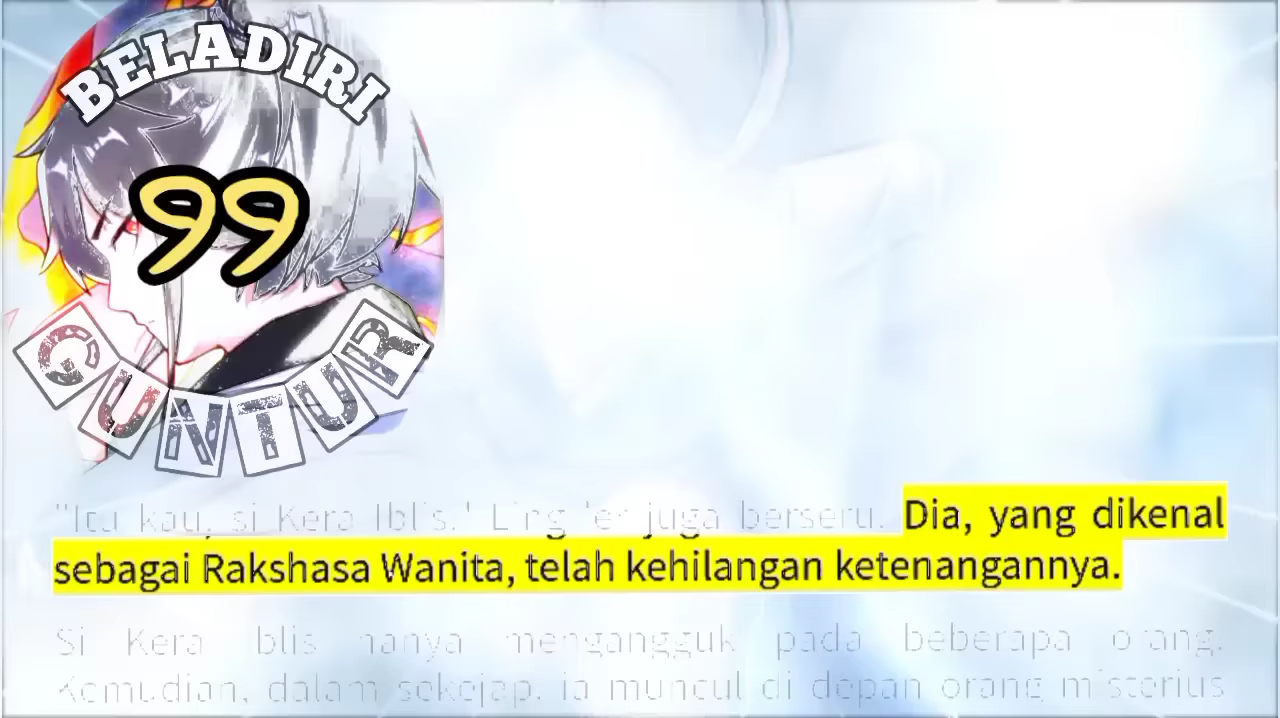 BELADIRI
99
GUNTUR
"Itu kau, si Kera Iblis." Ling 'er juga berseru. Dia, yang dikenal
sebagai Rakshasa Wanita, telah kehilangan ketenangannya.
Si Kera Iblis hanya mengangguk pada beberapa orang.
Kemudian, dalam sekejap, ia muncul di depan orang misterius